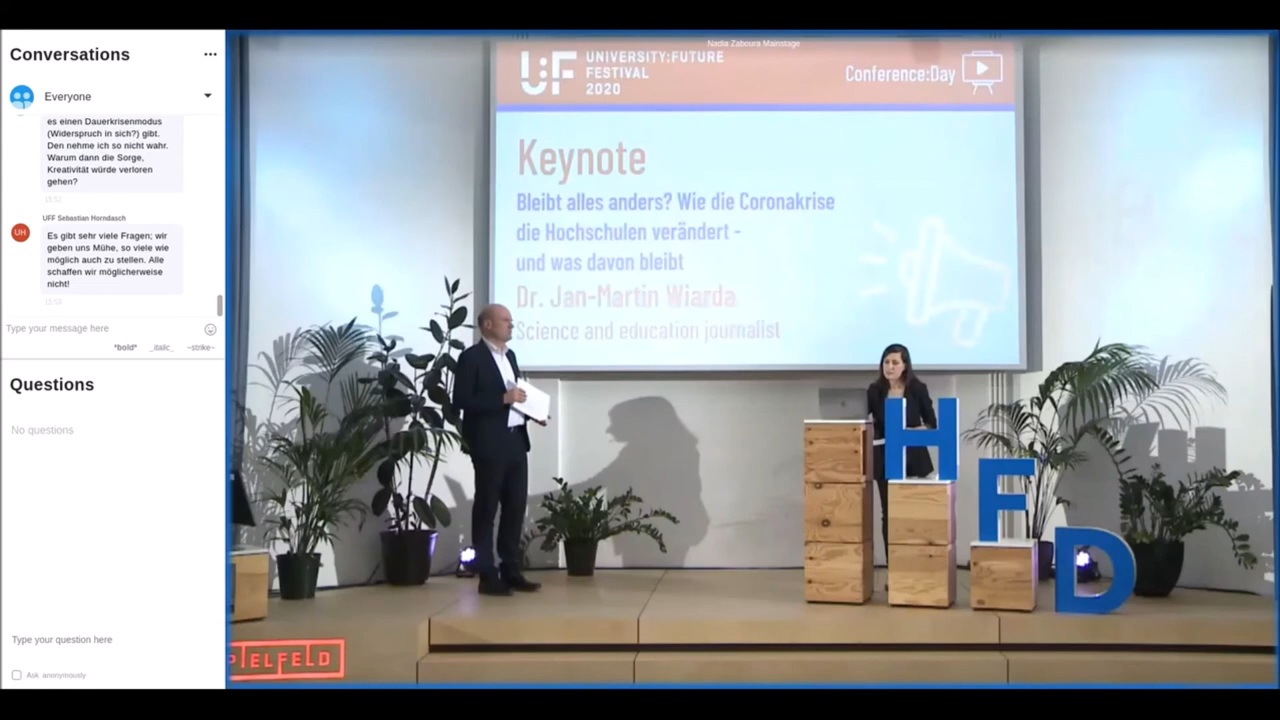 Conversations
Everyone
es einen Dauerkrisenmodus
(Widerspruch in sich?) gibt.
Den nehme ich so nicht wahr.
Warum dann die Sorge,
Kreativität würde verloren
gehen?
UFF Sebastian Horndasch
UH
Es gibt sehr viele Fragen; wir
geben uns Mühe, so viele wie
möglich auch zu stellen. Alle
schaffen wir möglicherweise
nicht!
Type your message here
*bold* _italic_ ~strike~
Questions
No questions
Type your question here
Ask anonymously
Nadia Zaboura Mainstage
U:F
UNIVERSITY:FUTURE
FESTIVAL
2020
Conference:Day
Keynote
Bleibt alles anders? Wie die Coronakrise
die Hochschulen verändert -
und was davon bleibt
Dr. Jan-Martin Wiarda
Science and education journalist
H
F
D
PIELFELD